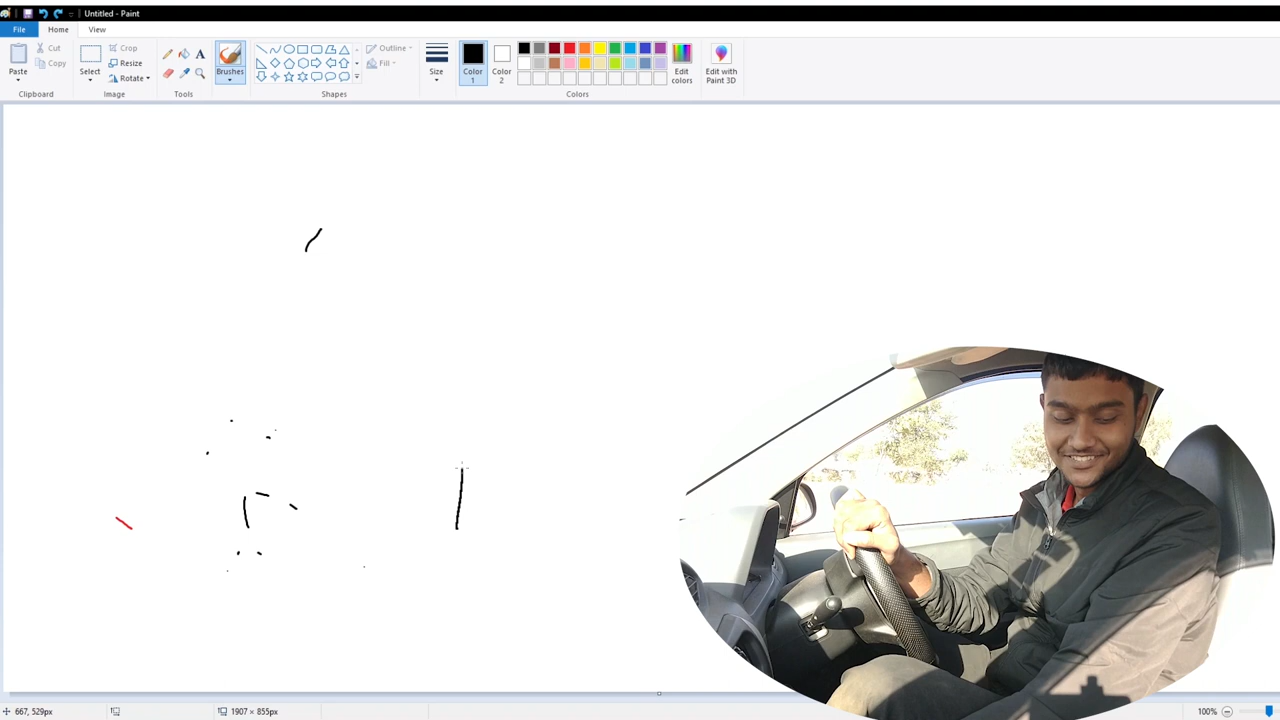 Untitled - Paint
File Home View
Paste
Cut
Copy
Clipboard
Select
Crop
Resize
Rotate
Image
Tools
Brushes
Shapes
Outline
Fill
Size
Color 1
Color 2
Edit colors
Colors
Edit with Paint 3D
667, 529px
1907 × 855px
100%